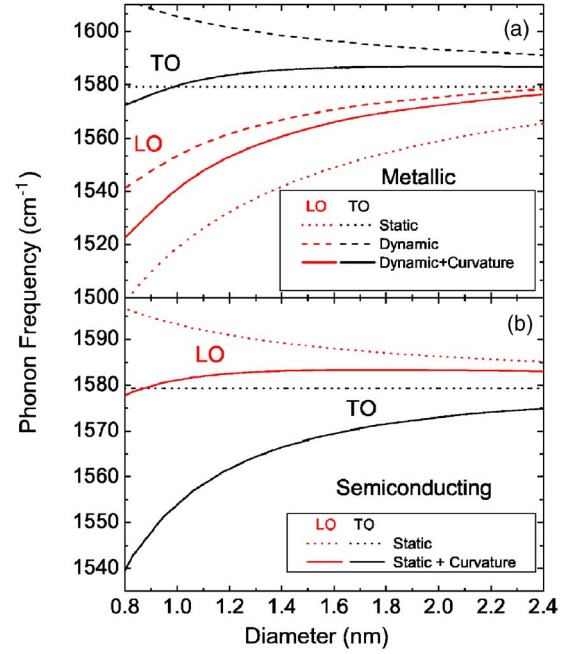 Phonon Frequency (cm⁻¹)
(a)
1600
1580
1560
1540
1520
1500
TO
LO
Metallic
LO TO
Static
Dynamic
Dynamic+Curvature
(b)
1590
1580
1570
1560
1550
1540
LO
TO
Semiconducting
LO TO
Static
Static + Curvature
0.8 1.0 1.2 1.4 1.6 1.8 2.0 2.2 2.4
Diameter (nm)